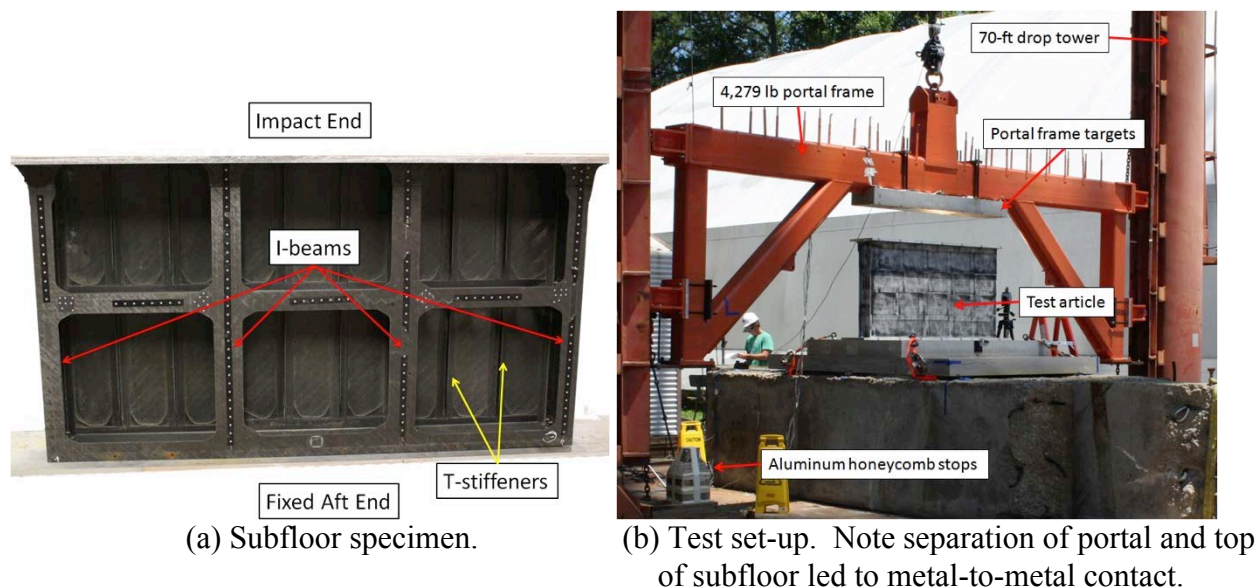 Impact End
I-beams
T-stiffeners
Fixed Aft End
(a) Subfloor specimen.
70-ft drop tower
4,279 lb portal frame
Portal frame targets
Test article
Aluminum honeycomb stops
(b) Test set-up.  Note separation of portal and top
of subfloor led to metal-to-metal contact.